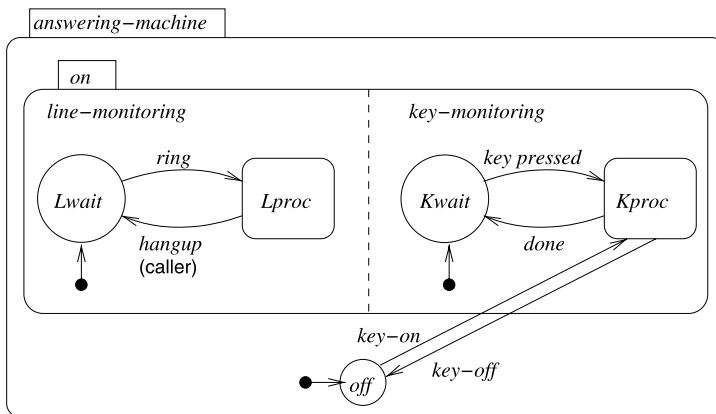 answering−machine
on
line−monitoring
key−monitoring
ring
key pressed
Lwait
Lproc
Kwait
Kproc
hangup
(caller)
done
key−on
key−off
off